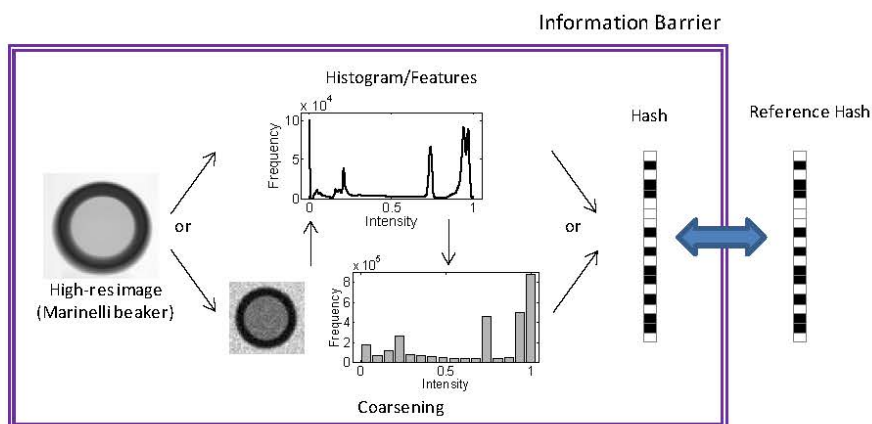 Information Barrier
Histogram/Features
x 10^4
10
5
0
Frequency
0 0.5 1
Intensity
Hash
Reference Hash
or
or
High-res image
(Marinelli beaker)
x 10^5
8
6
4
2
0
Frequency
0 0.5 1
Intensity
Coarsening